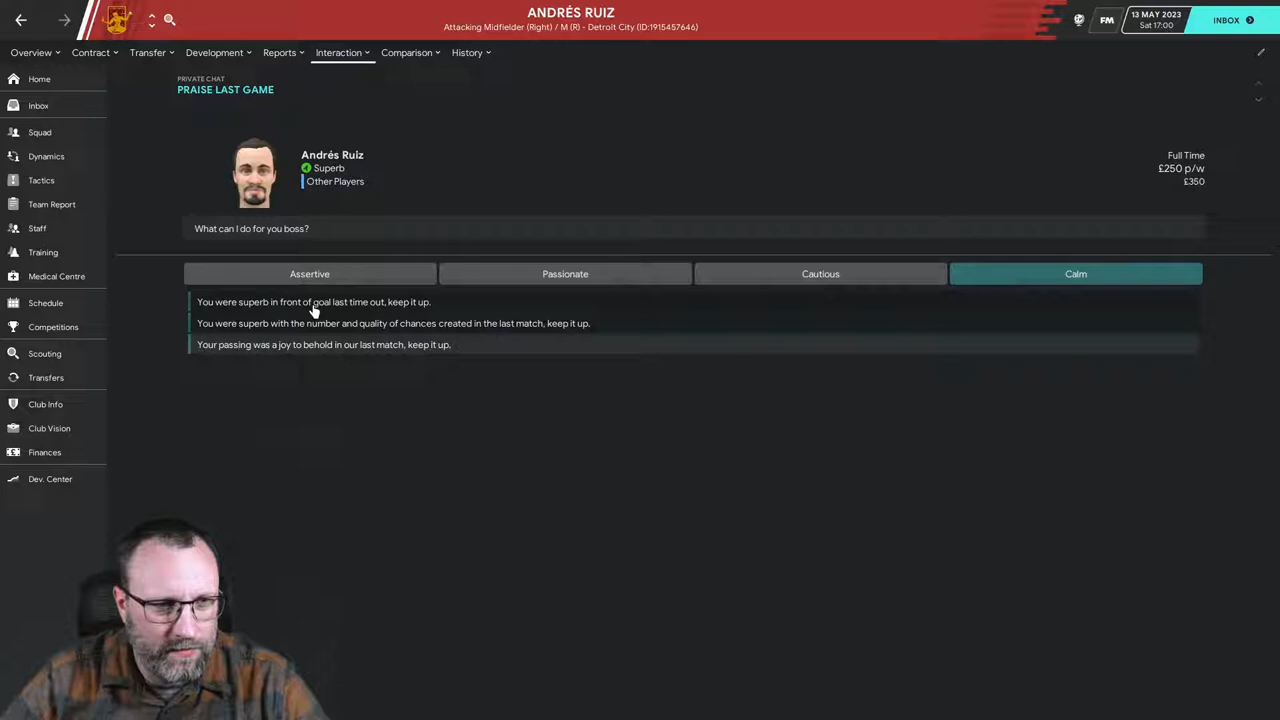 ANDRÉS RUIZ
Attacking Midfielder (Right) / M (R) - Detroit City (ID:1915457646)
FM
13 MAY 2023
Sat 17:00
INBOX
Overview
Contract
Transfer
Development
Reports
Interaction
Comparison
History
Home
Inbox
Squad
Dynamics
Tactics
Team Report
Staff
Training
Medical Centre
Schedule
Competitions
Scouting
Transfers
Club Info
Club Vision
Finances
Dev. Center
PRIVATE CHAT
PRAISE LAST GAME
Andrés Ruiz
Superb
Other Players
Full Time
£250 p/w
£350
What can I do for you boss?
Assertive
Passionate
Cautious
Calm
You were superb in front of goal last time out, keep it up.
You were superb with the number and quality of chances created in the last match, keep it up.
Your passing was a joy to behold in our last match, keep it up.